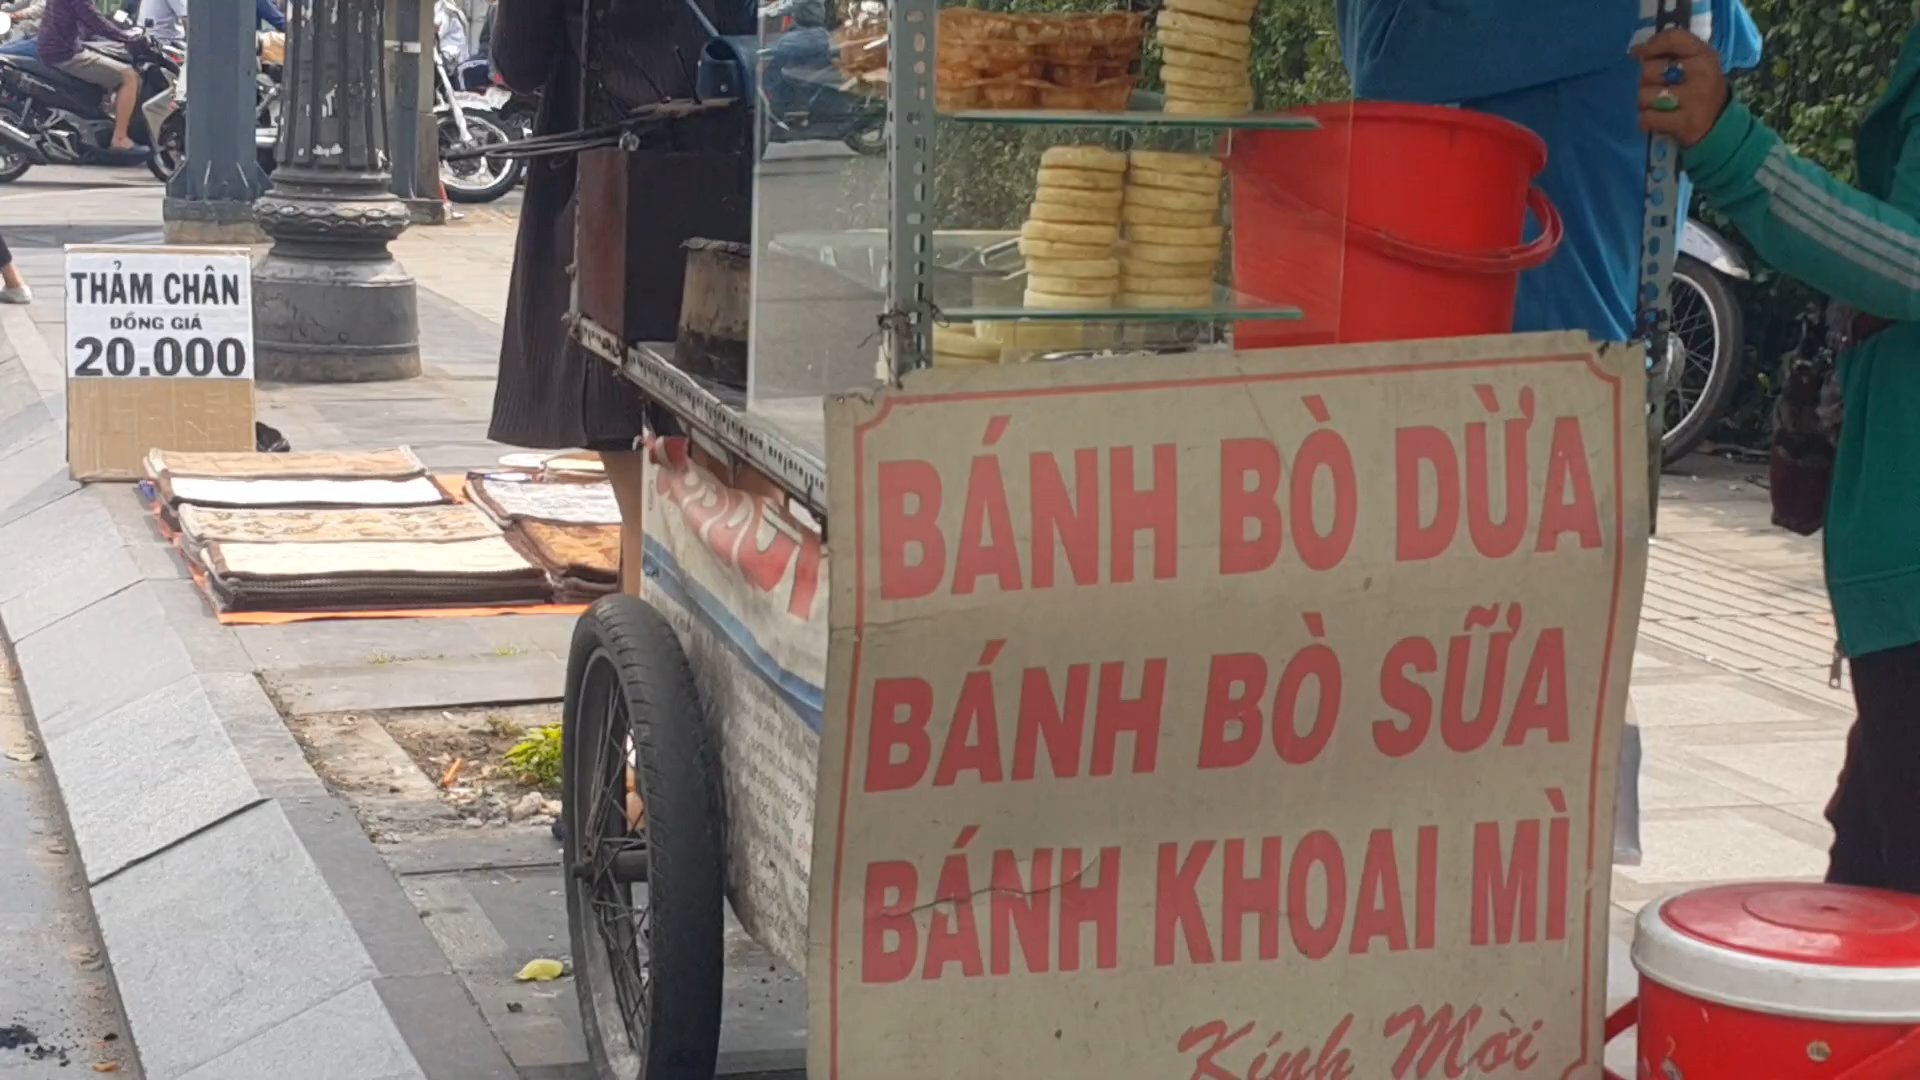 THẢM CHÂN
ĐỒNG GIÁ
20.000
BÁNH BÒ DỪA
BÁNH BÒ SỮA
BÁNH KHOAI MÌ
Kính Mời